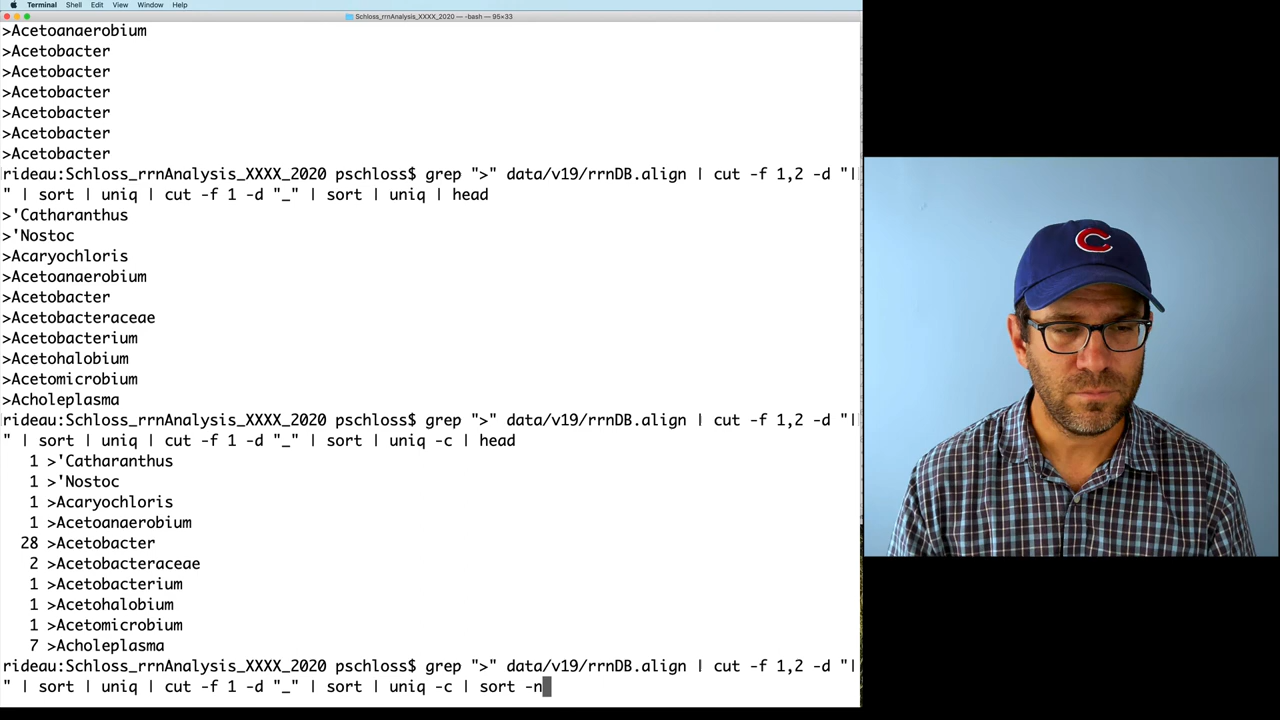 Terminal Shell Edit View Window Help
Schloss_rrnAnalysis_XXXX_2020 — -bash — 95×33
>Acetoanaerobium
>Acetobacter
>Acetobacter
>Acetobacter
>Acetobacter
>Acetobacter
>Acetobacter
rideau:Schloss_rrnAnalysis_XXXX_2020 pschloss$ grep ">" data/v19/rrnDB.align | cut -f 1,2 -d "|
" | sort | uniq | cut -f 1 -d "_" | sort | uniq | head
>'Catharanthus
>'Nostoc
>Acaryochloris
>Acetoanaerobium
>Acetobacter
>Acetobacteraceae
>Acetobacterium
>Acetohalobium
>Acetomicrobium
>Acholeplasma
rideau:Schloss_rrnAnalysis_XXXX_2020 pschloss$ grep ">" data/v19/rrnDB.align | cut -f 1,2 -d "|
" | sort | uniq | cut -f 1 -d "_" | sort | uniq -c | head
1 >'Catharanthus
1 >'Nostoc
1 >Acaryochloris
1 >Acetoanaerobium
28 >Acetobacter
2 >Acetobacteraceae
1 >Acetobacterium
1 >Acetohalobium
1 >Acetomicrobium
7 >Acholeplasma
rideau:Schloss_rrnAnalysis_XXXX_2020 pschloss$ grep ">" data/v19/rrnDB.align | cut -f 1,2 -d "|
" | sort | uniq | cut -f 1 -d "_" | sort | uniq -c | sort -n
C